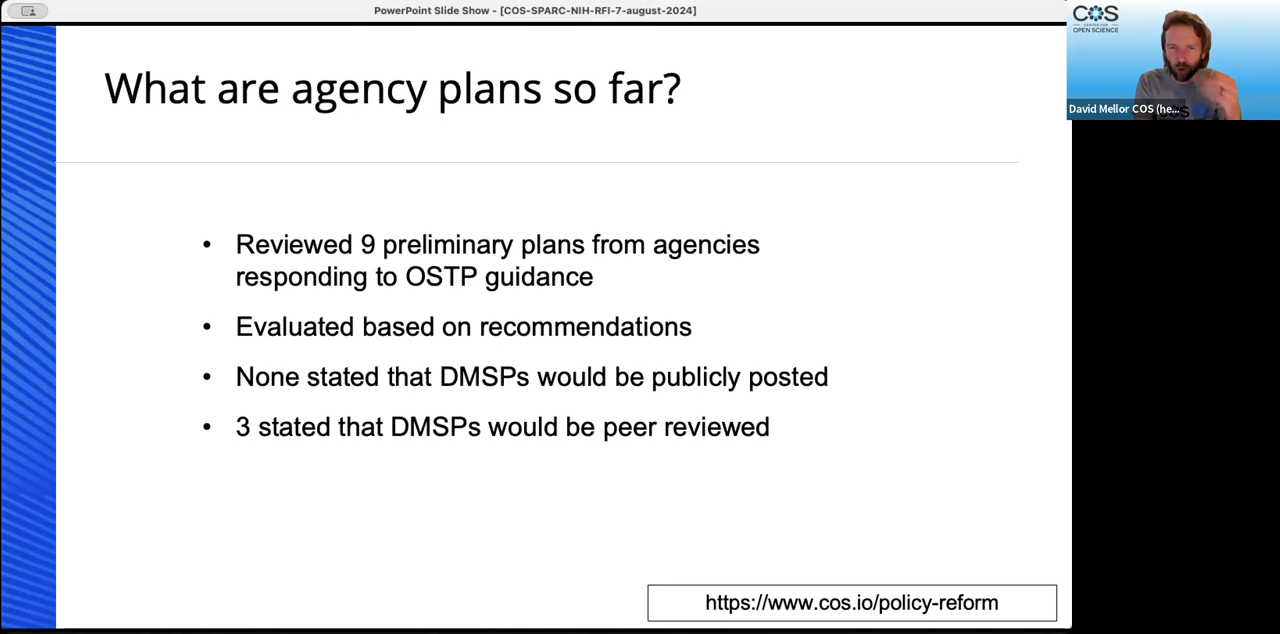 PowerPoint Slide Show - [COS-SPARC-NIH-RFI-7-august-2024]
COS
CENTER FOR
OPEN SCIENCE
David Mellor COS (he...
What are agency plans so far?
• Reviewed 9 preliminary plans from agencies
responding to OSTP guidance
• Evaluated based on recommendations
• None stated that DMSPs would be publicly posted
• 3 stated that DMSPs would be peer reviewed
https://www.cos.io/policy-reform